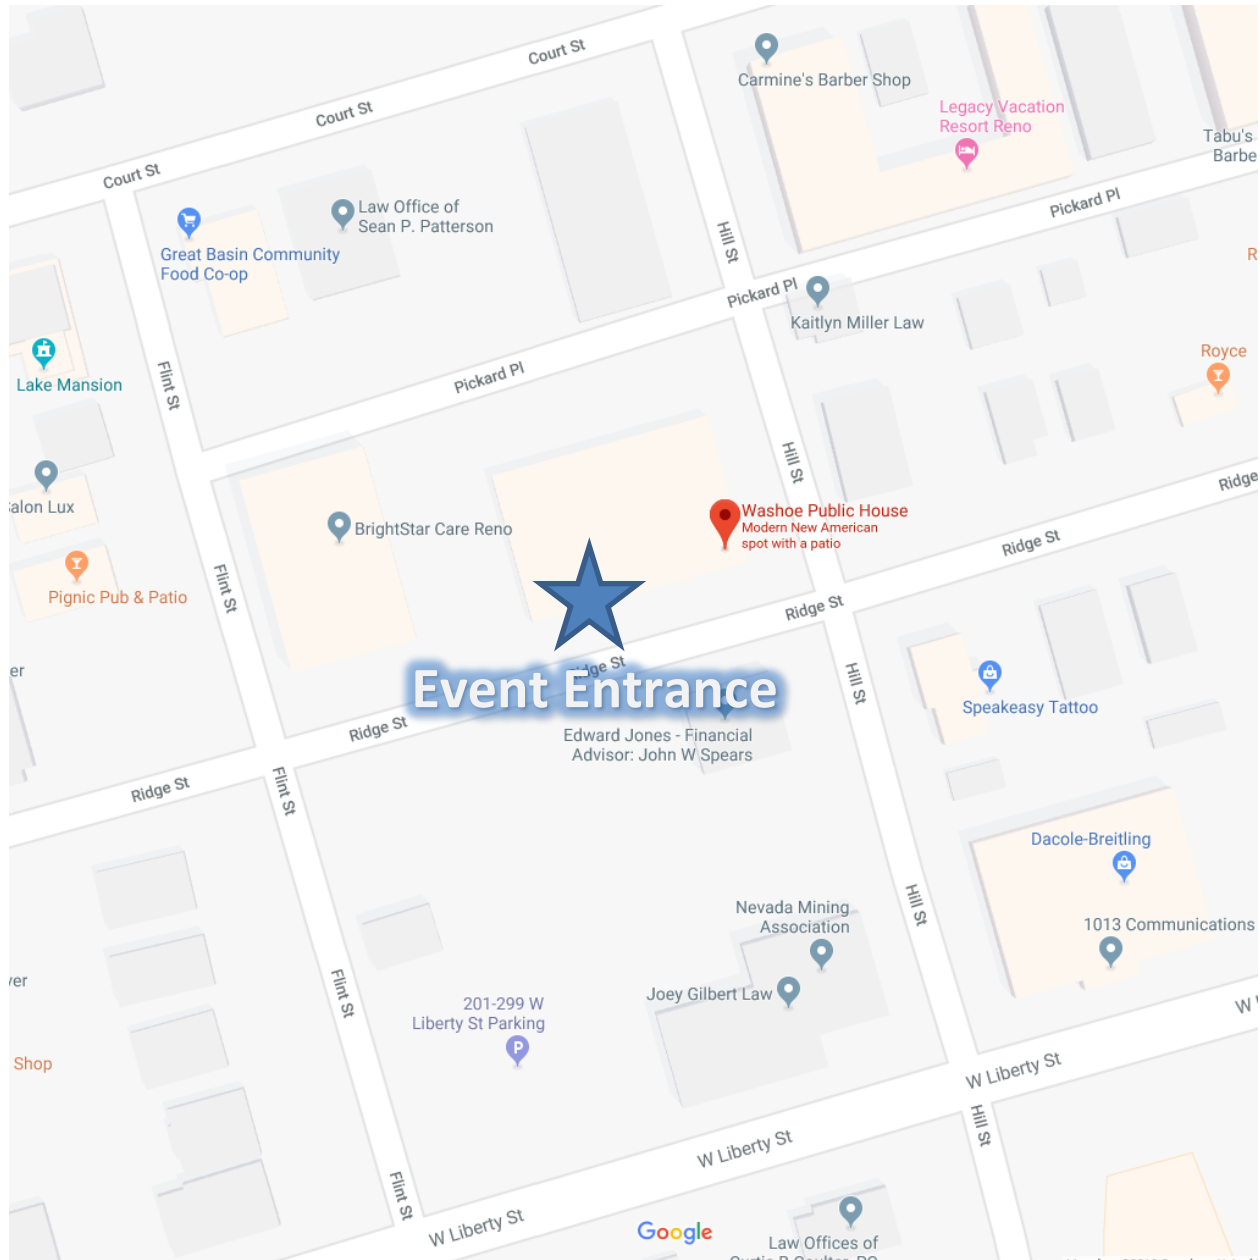 Court St
Carmine's Barber Shop
Court St
Legacy Vacation
Resort Reno
Tabu's
Barbe
Court St
Law Office of
Sean P. Patterson
Pickard Pl
Hill St
Great Basin Community
Food Co-op
R
Pickard Pl
Kaitlyn Miller Law
Royce
Lake Mansion
Flint St
Pickard Pl
Hill St
Ridge
alon Lux
Washoe Public House
Modern New American
spot with a patio
BrightStar Care Reno
Ridge St
Flint St
Pignic Pub & Patio
Ridge St
er
Ridge St
Event Entrance
Hill St
Speakeasy Tattoo
Ridge St
Edward Jones - Financial
Advisor: John W Spears
Ridge St
Flint St
Dacole-Breitling
Hill St
Nevada Mining
Association
1013 Communications
ver
Flint St
Joey Gilbert Law
201-299 W
Liberty St Parking
W
Shop
W Liberty St
Hill St
W Liberty St
Flint St
W Liberty St
Google
Law Offices of